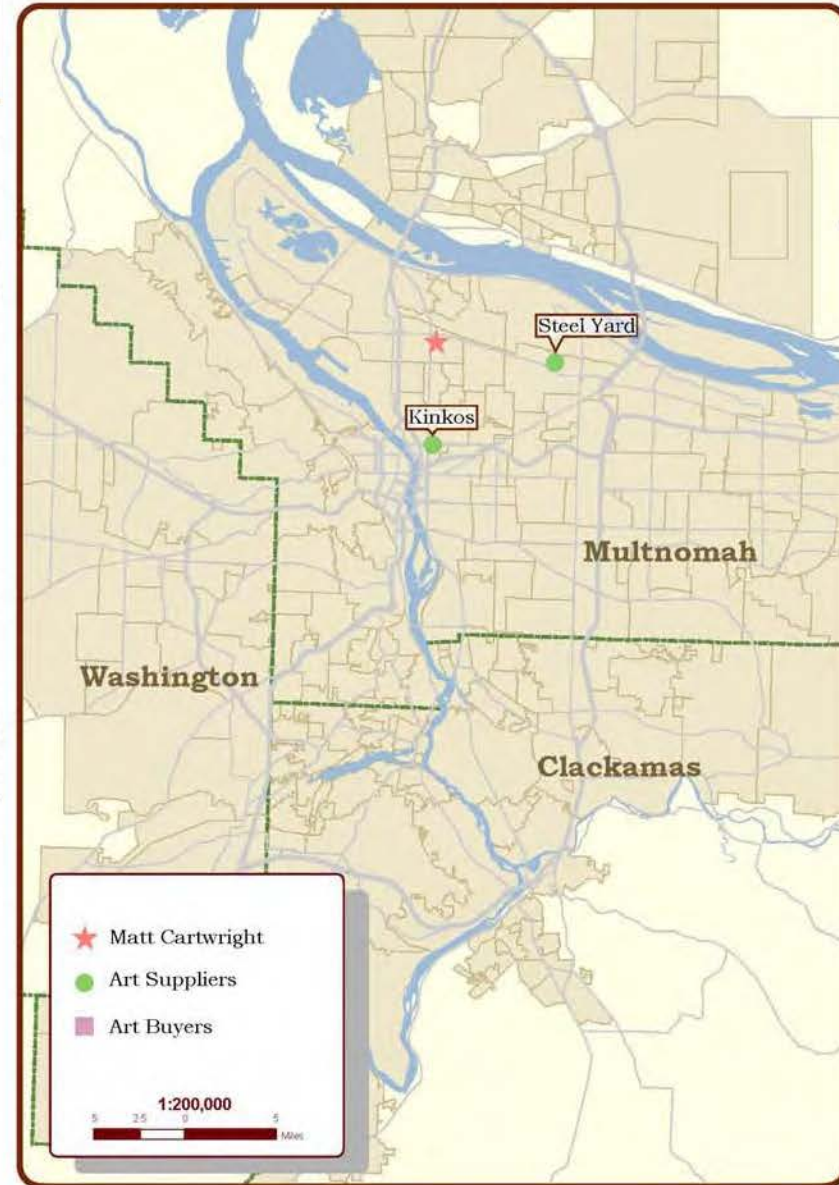 Steel Yard
Kinkos
Multnomah
Washington
Clackamas
Matt Cartwright
Art Suppliers
Art Buyers
1:200,000
5 2.5 0 5
Miles